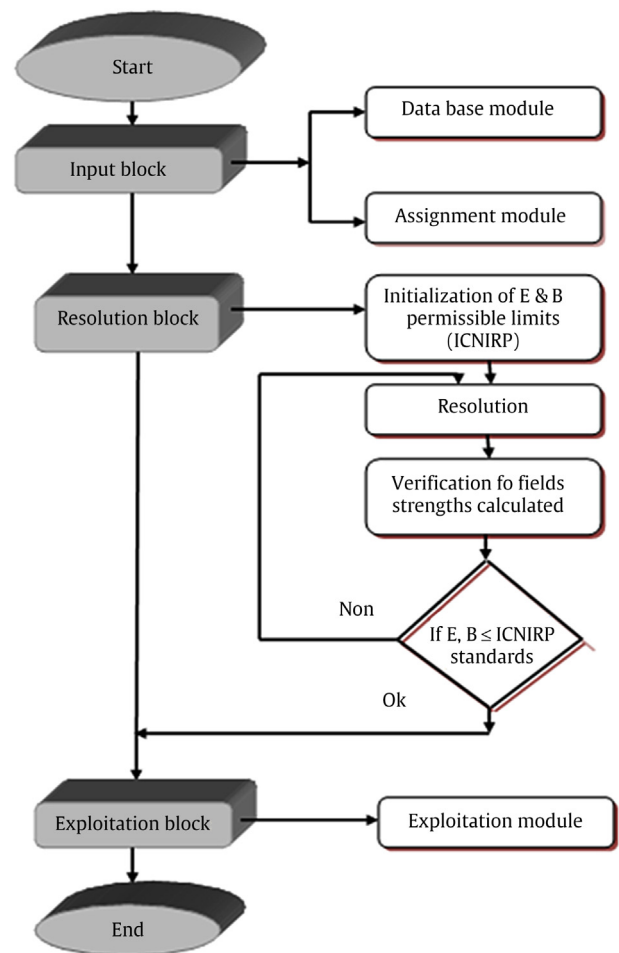 Start
Data base module
Input block
Assignment module
Initialization of E & B
permissible limits
(ICNIRP)
Resolution block
Resolution
Verification fo fields
strengths calculated
Non
If E, B ≤ ICNIRP
standards
Ok
Exploitation block
Exploitation module
End